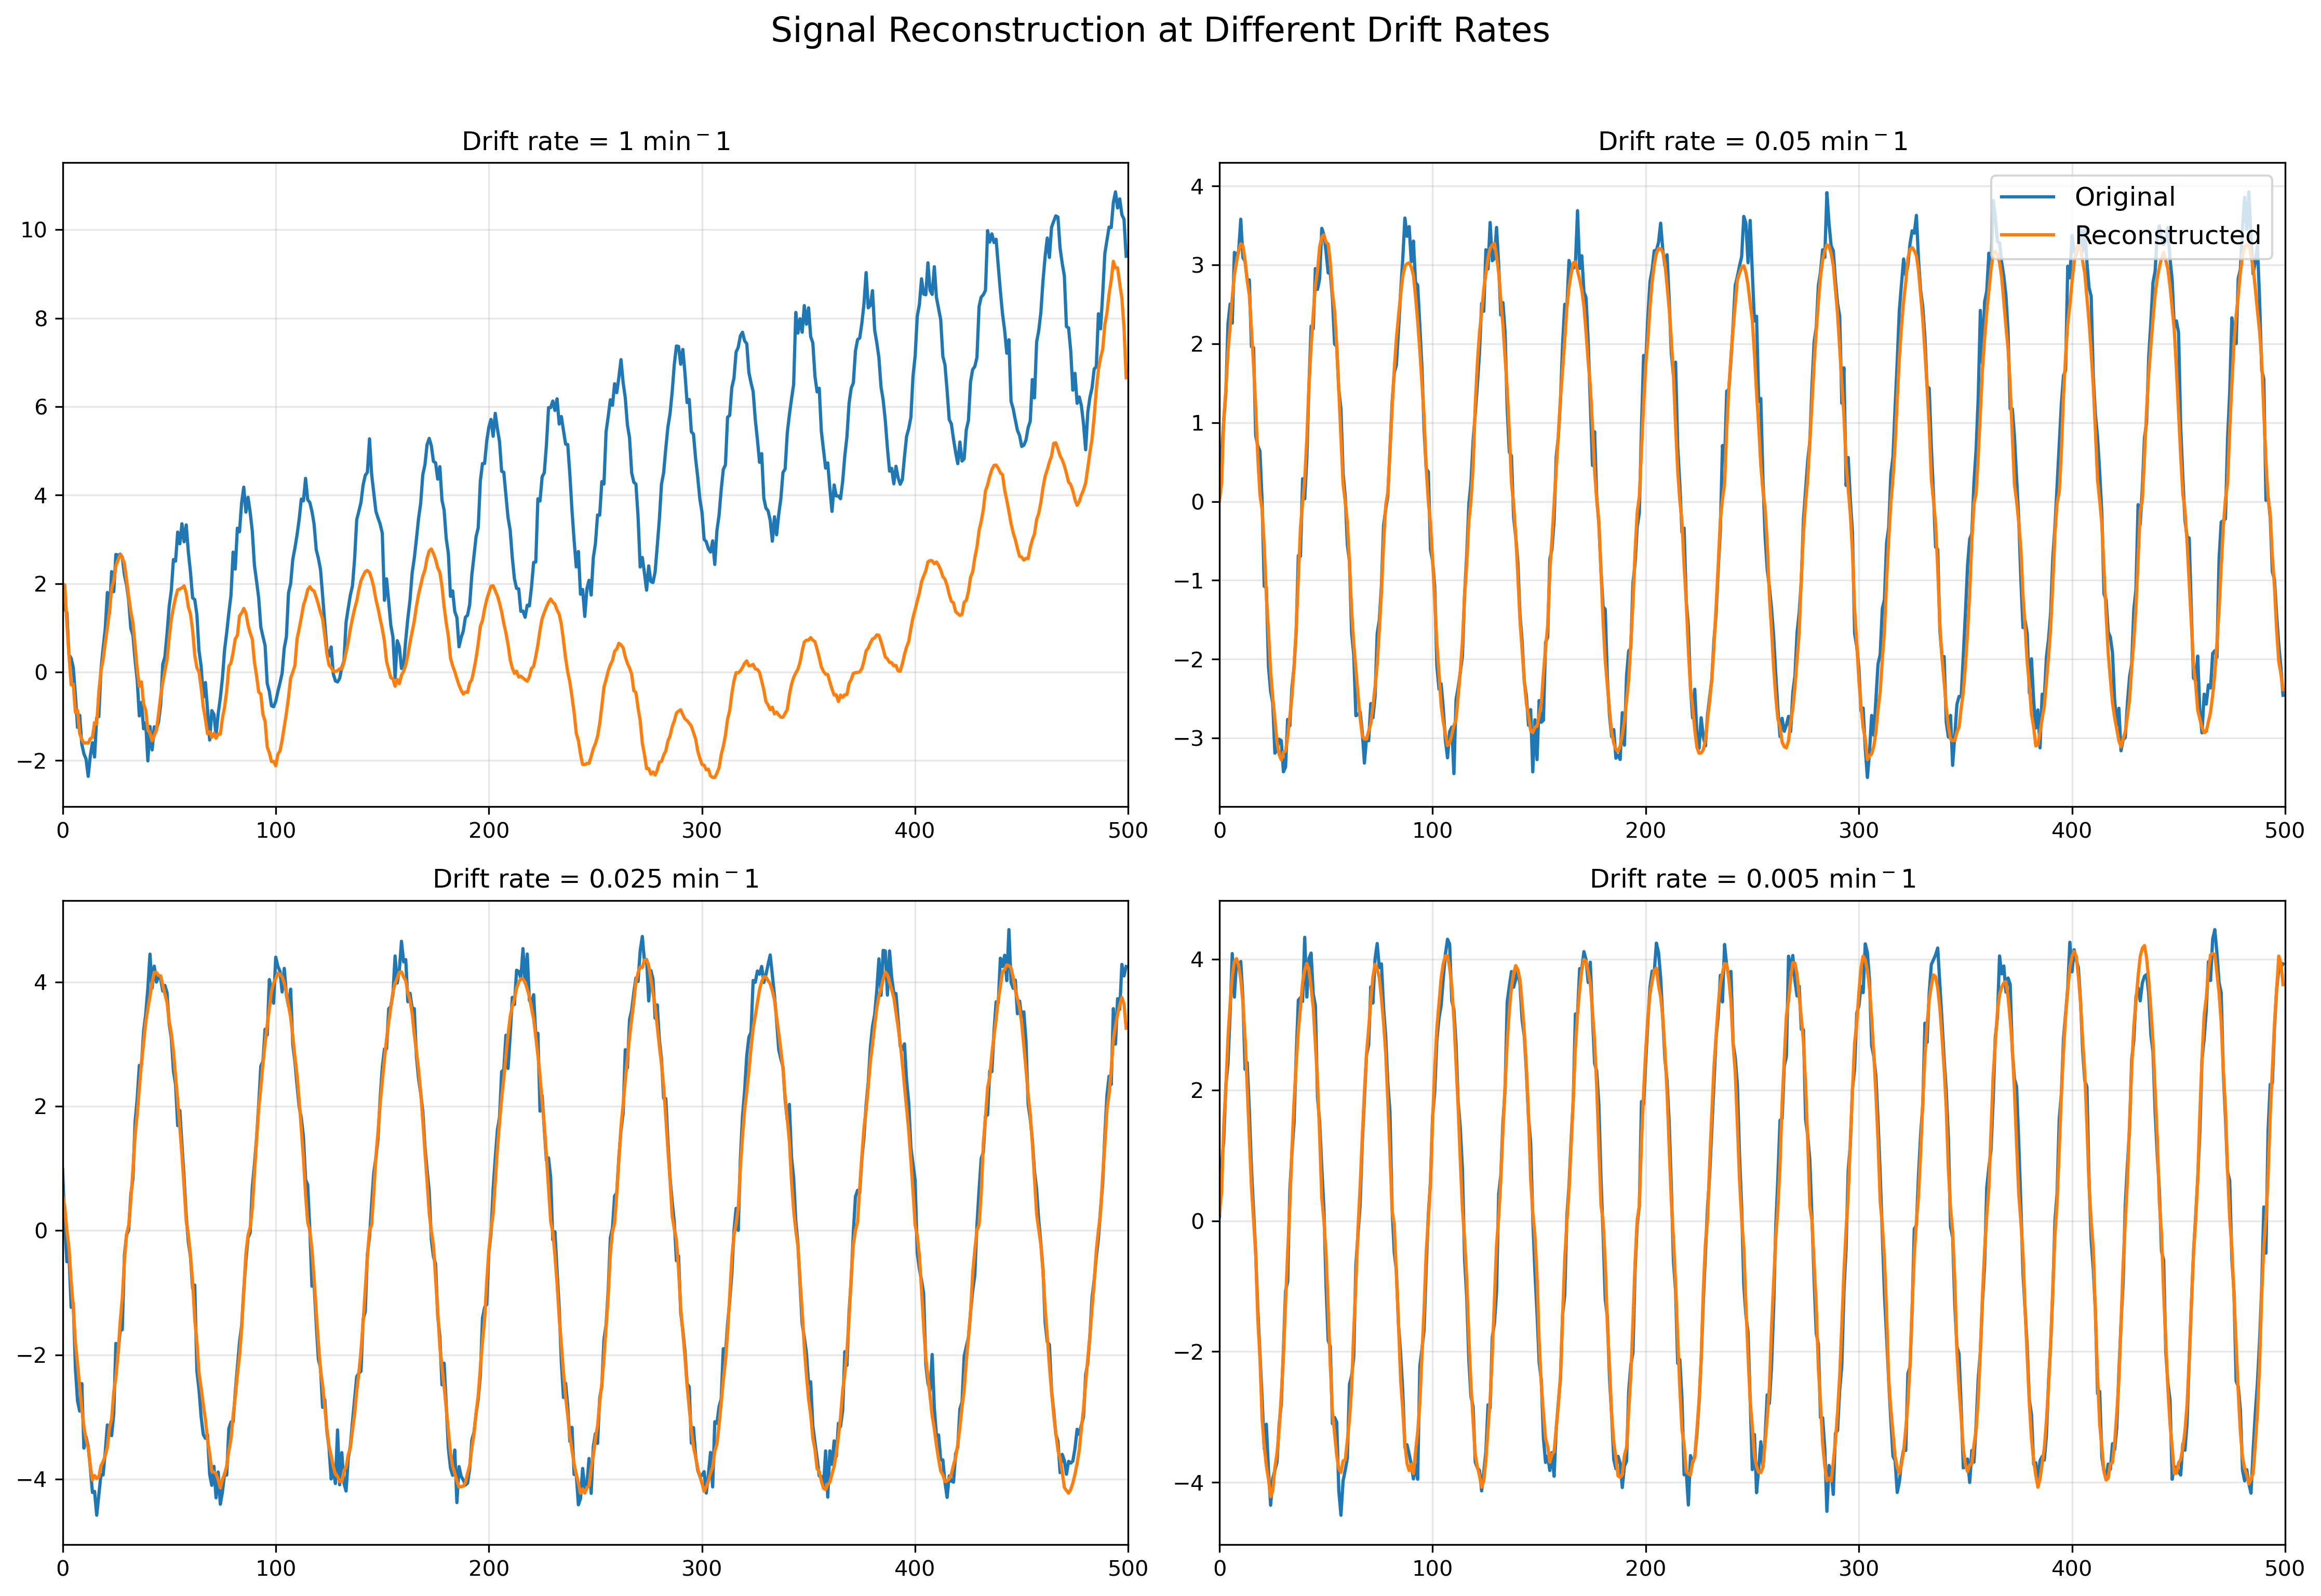 Signal Reconstruction at Different Drift Rates
Drift rate = 1 min⁻1
10
8
6
4
2
0
−2
0 100 200 300 400 500
Drift rate = 0.05 min⁻1
Original
Reconstructed
4
3
2
1
0
−1
−2
−3
0 100 200 300 400 500
Drift rate = 0.025 min⁻1
4
2
0
−2
−4
0 100 200 300 400 500
Drift rate = 0.005 min⁻1
4
2
0
−2
−4
0 100 200 300 400 500